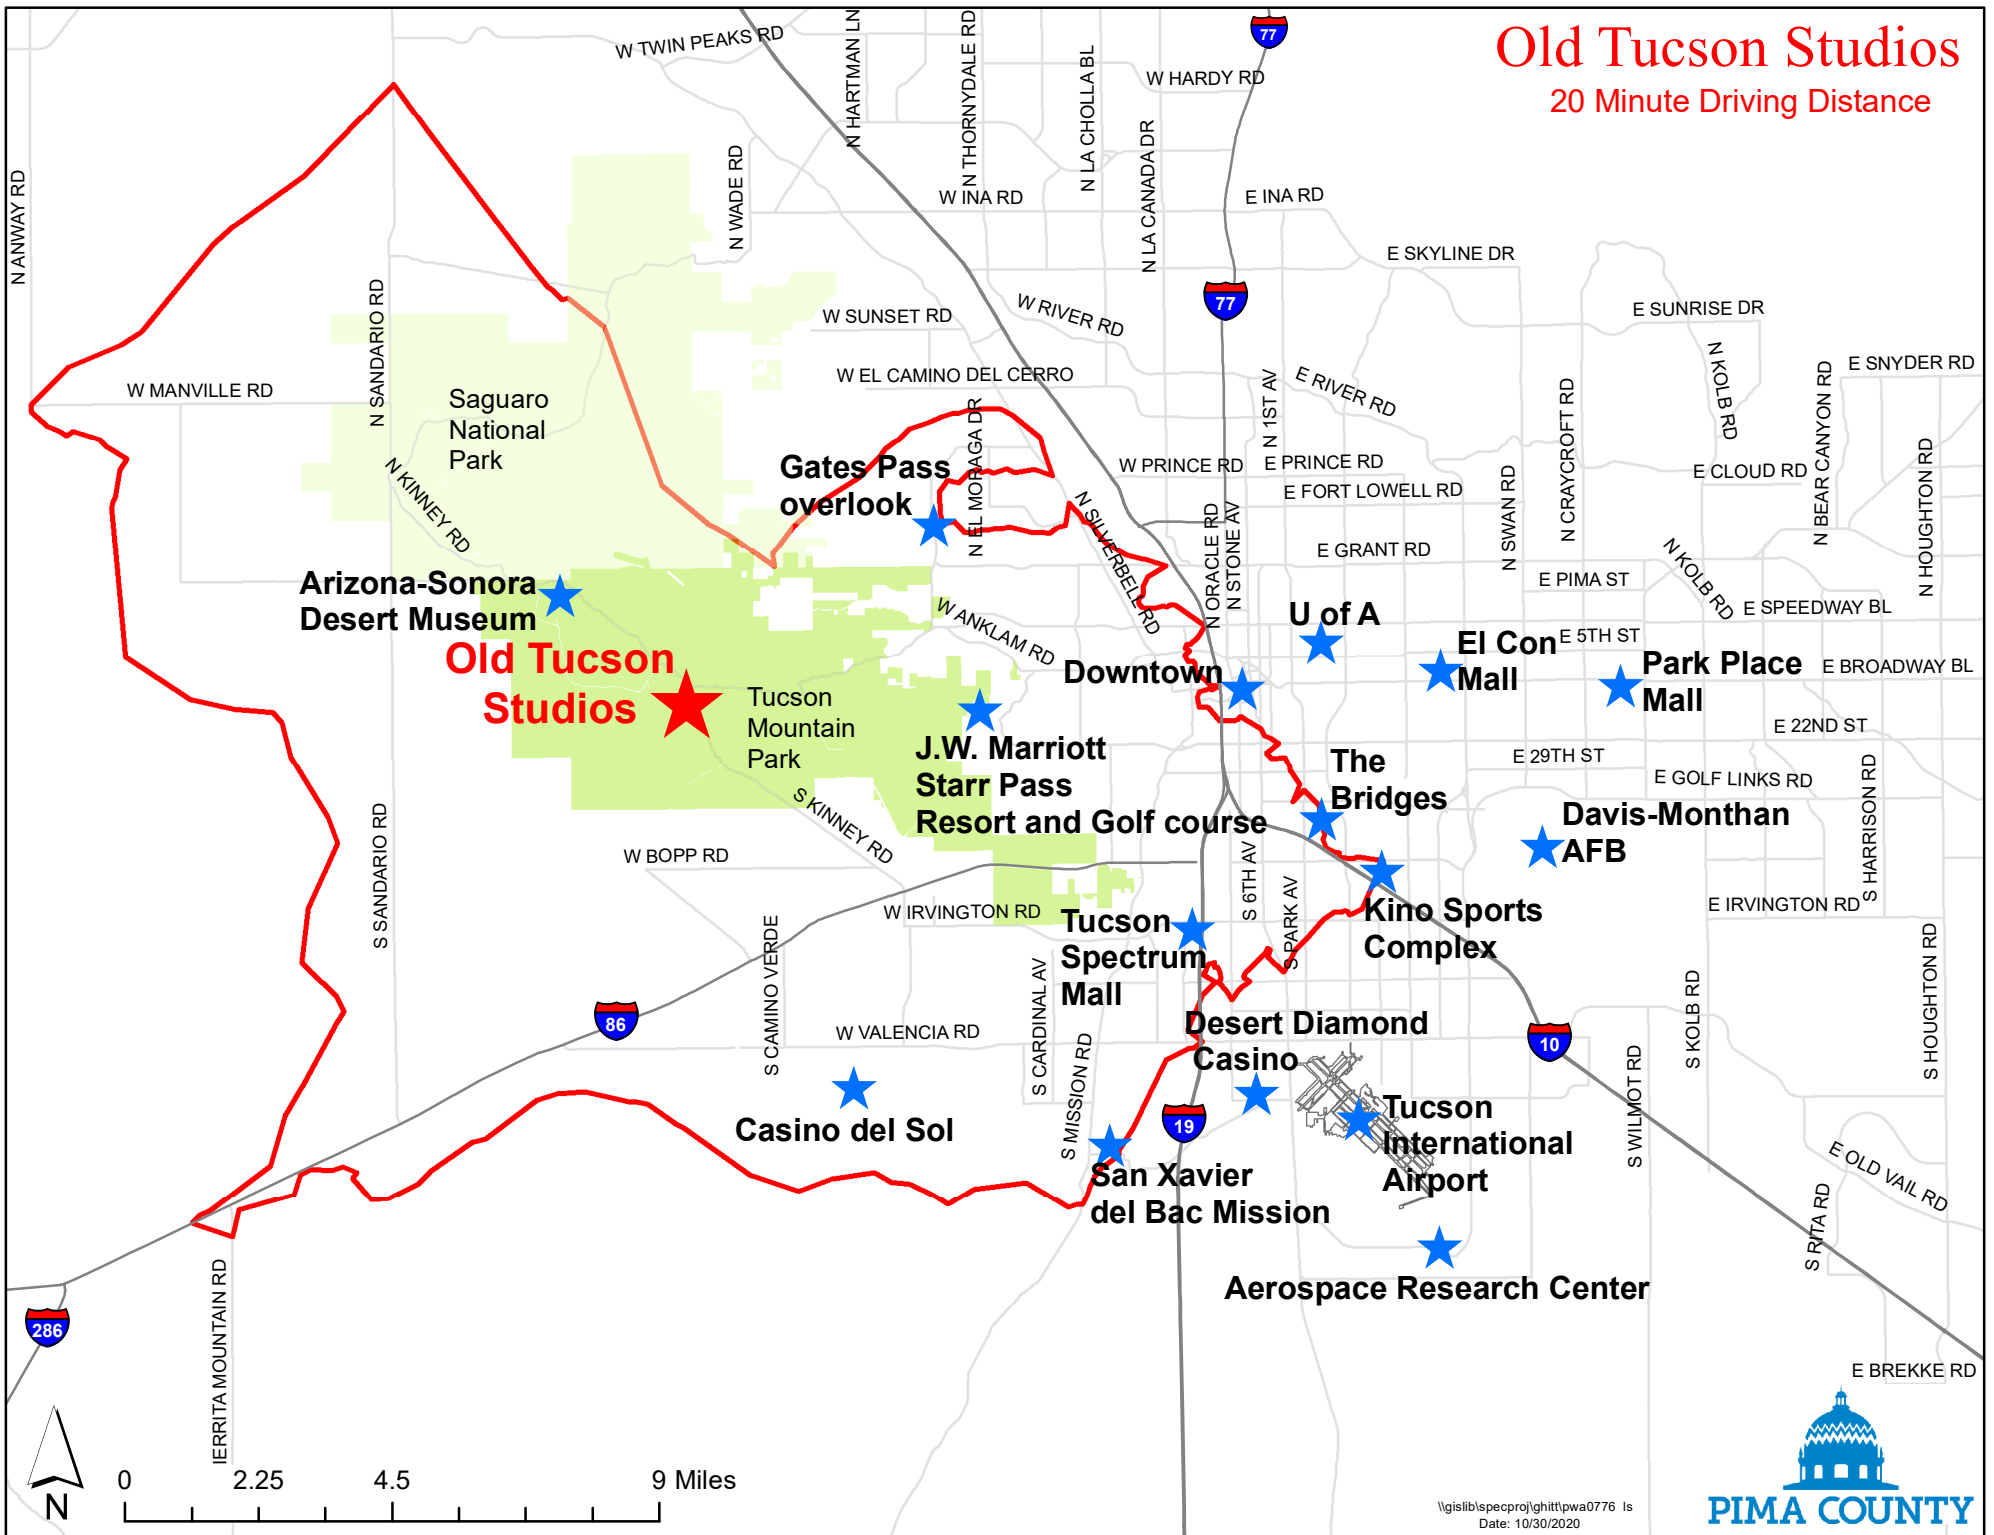 Old Tucson Studios
20 Minute Driving Distance
77
W TWIN PEAKS RD
N HARTMAN LN
N THORNYDALE RD
N LA CHOLLA BL
W HARDY RD
N LA CANADA DR
N ANWAY RD
N WADE RD
W INA RD
E INA RD
E SKYLINE DR
N SANDARIO RD
77
W SUNSET RD
W RIVER RD
E SUNRISE DR
W MANVILLE RD
W EL CAMINO DEL CERRO
N 1ST AV
E
E RIVER RD
N KOLB RD
E SNYDER RD
N CRAYCROFT RD
N BEAR CANYON RD
Saguaro
National
Park
N EL MORAGA DR
Gates Pass
overlook
W PRINCE RD
E PRINCE RD
E FORT LOWELL RD
N SWAN RD
E CLOUD RD
N HOUGHTON RD
N KINNEY RD
N SILVERBELL RD
N ORACLE RD
N STONE AV
E GRANT RD
N KOLB RD
E PIMA ST
E SPEEDWAY BL
Arizona-Sonora
Desert Museum
W ANKLAM RD
U of A
E 5TH ST
El Con
Mall
Park Place
Mall
E BROADWAY BL
Old Tucson
Studios
Downtown
Tucson
Mountain
Park
J.W. Marriott
Starr Pass
Resort and Golf course
E 22ND ST
E 29TH ST
The
Bridges
E GOLF LINKS RD
S HARRISON RD
Davis-Monthan
AFB
S KINNEY RD
S SANDARIO RD
W BOPP RD
S 6TH AV
S PARK AV
W IRVINGTON RD
E IRVINGTON RD
Kino Sports
Complex
Tucson
Spectrum
Mall
S CAMINO VERDE
S CARDINAL AV
S KOLB RD
S HOUGHTON RD
86
W VALENCIA RD
Desert Diamond
Casino
10
S MISSION RD
S WILMOT RD
Casino del Sol
19
Tucson
International
Airport
San Xavier
del Bac Mission
E OLD VAIL RD
S RITA RD
Aerospace Research Center
IERRITA MOUNTAIN RD
286
E BREKKE RD
N
0 2.25 4.5 9 Miles
\\gislib\specproj\ghitt\pwa0776 ls
Date: 10/30/2020
PIMA COUNTY